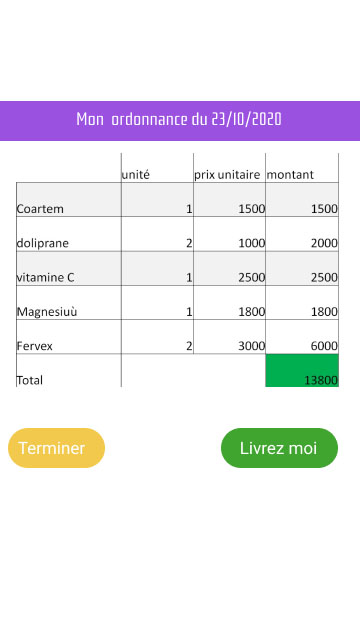 Mon ordonnance du 23/10/2020
unité prix unitaire montant
Coartem 1 1500 1500
doliprane 2 1000 2000
vitamine C 1 2500 2500
Magnesiuù 1 1800 1800
Fervex 2 3000 6000
Total 13800
Terminer Livrez moi